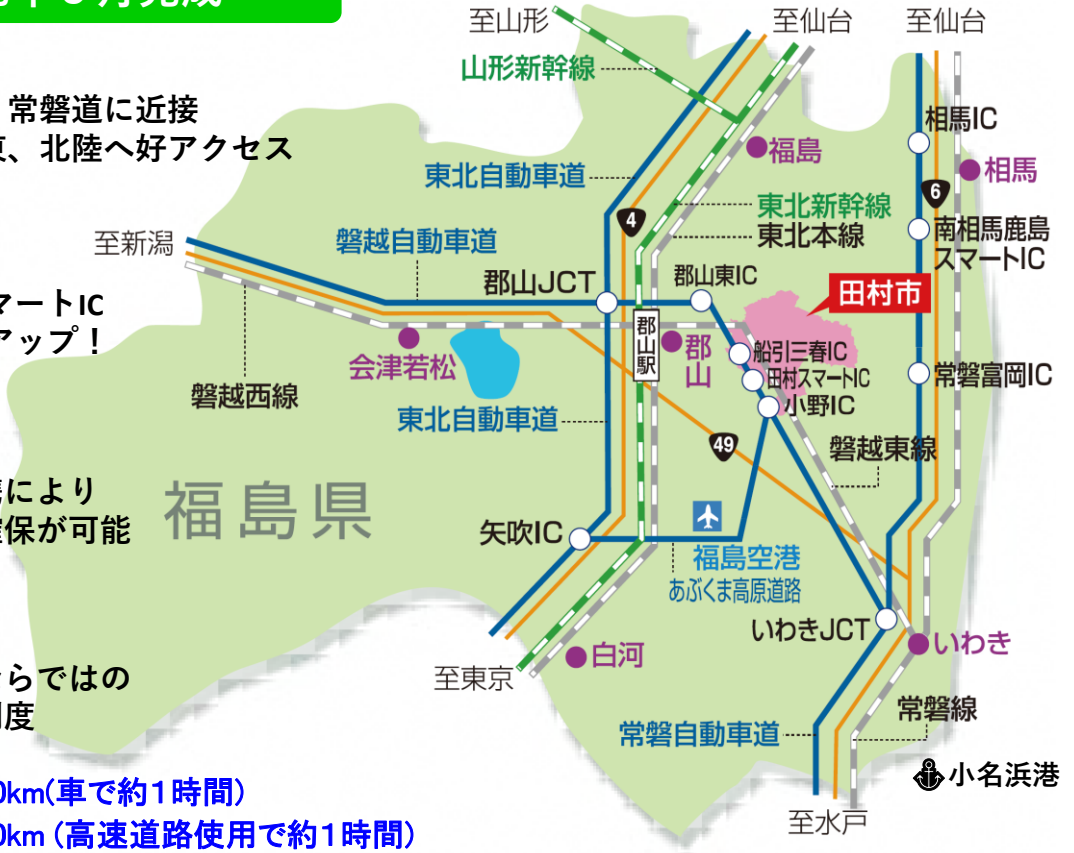 年9月完成
至山形
至仙台
至仙台
山形新幹線
常磐道に近接
、北陸へ好アクセス
相馬IC
福島
東北自動車道
相馬
東北新幹線
東北本線
4
6
南相馬鹿島
スマートIC
至新潟
磐越自動車道
郡山JCT
郡山東IC
田村市
マートIC
アップ！
郡山駅
郡山
船引三春IC
田村スマートIC
小野IC
会津若松
常磐富岡IC
磐越西線
東北自動車道
49
磐越東線
により
保が可能
福島県
矢吹IC
福島空港
あぶくま高原道路
いわきJCT
いわき
白河
至東京
ならではの
度
常磐線
常磐自動車道
小名浜港
0km(車で約1時間)
0km (高速道路使用で約1時間)
至水戸